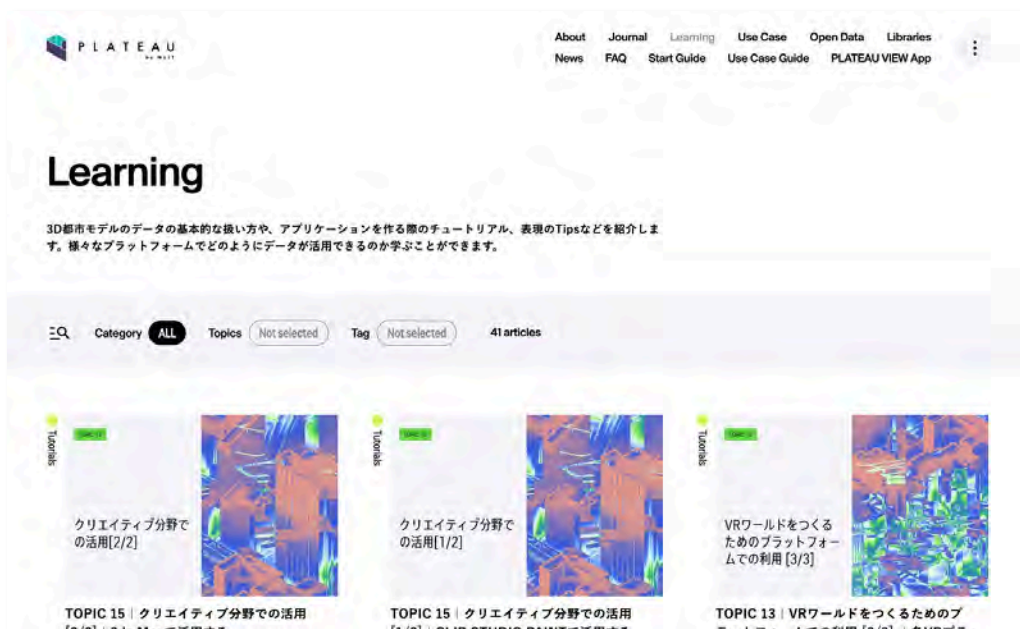 PLATEAU
by MLIT
About Journal Learning Use Case Open Data Libraries
News FAQ Start Guide Use Case Guide PLATEAU VIEW App
Learning
3D都市モデルのデータの基本的な扱い方や、アプリケーションを作る際のチュートリアル、表現のTipsなどを紹介しま
す。様々なプラットフォームでどのようにデータが活用できるのか学ぶことができます。
Category ALL Topics Not selected Tag Not selected 41 articles
Tutorials
クリエイティブ分野で
の活用[2/2]
TOPIC 15 | クリエイティブ分野での活用
Tutorials
クリエイティブ分野で
の活用[1/2]
TOPIC 15 | クリエイティブ分野での活用
Tutorials
VRワールドをつくる
ためのプラットフォー
ムでの利用 [3/3]
TOPIC 13 | VRワールドをつくるためのプ